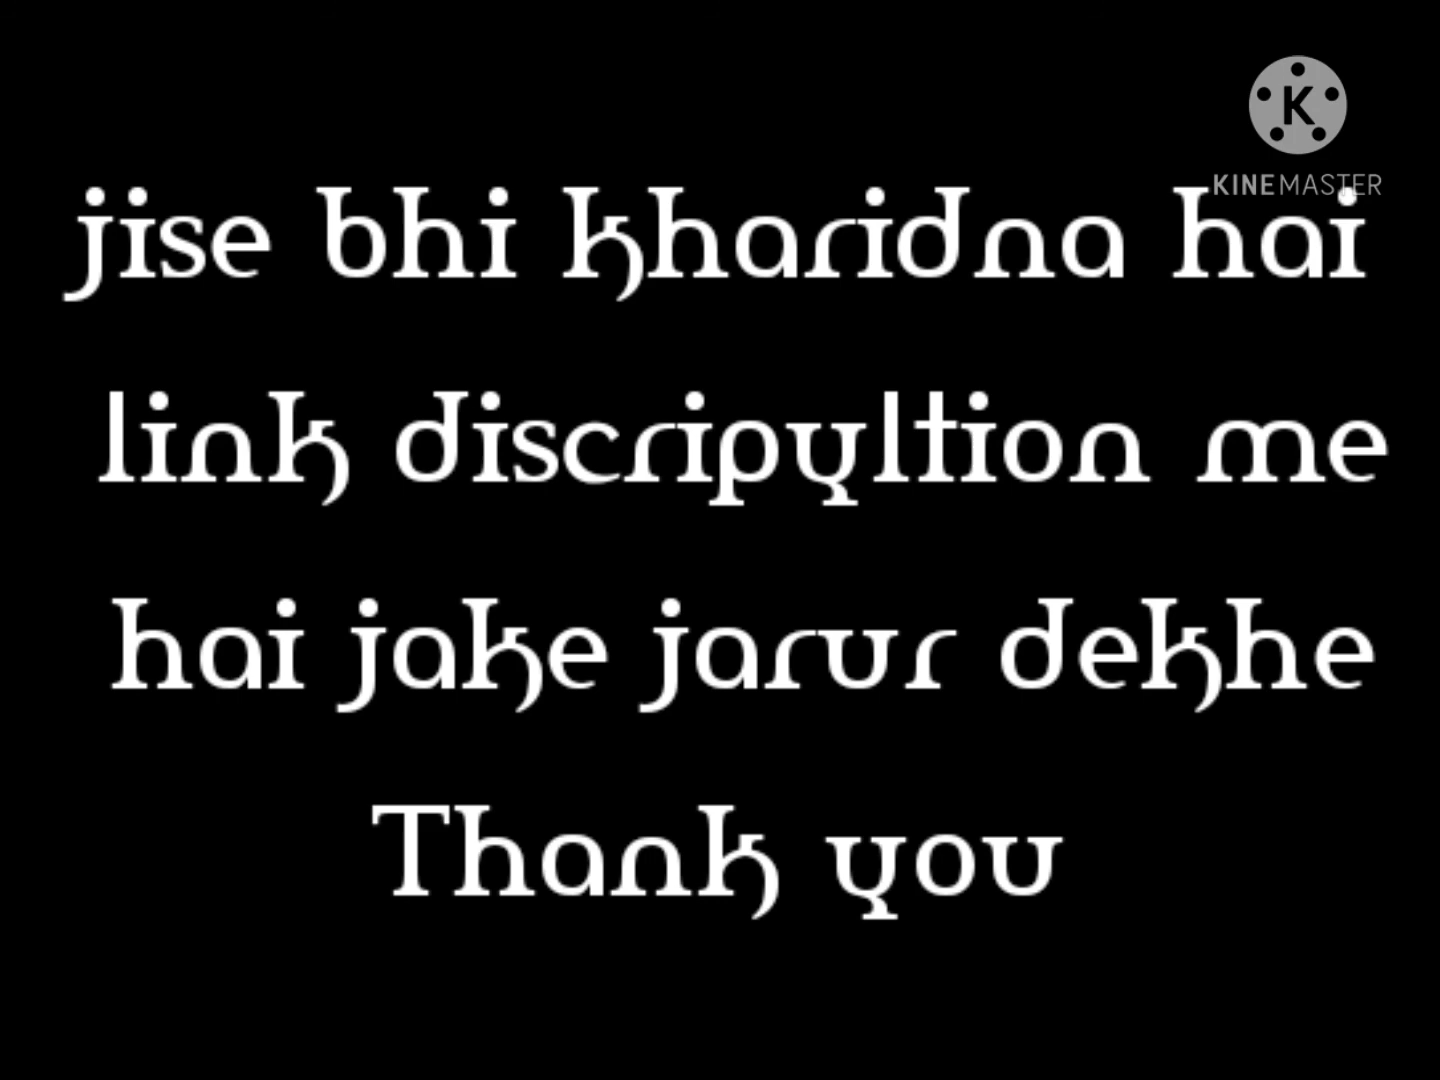 KINEMASTER
jise bhi kharidna hai
link discripyltion me
hai jake jarur dekhe
Thank you